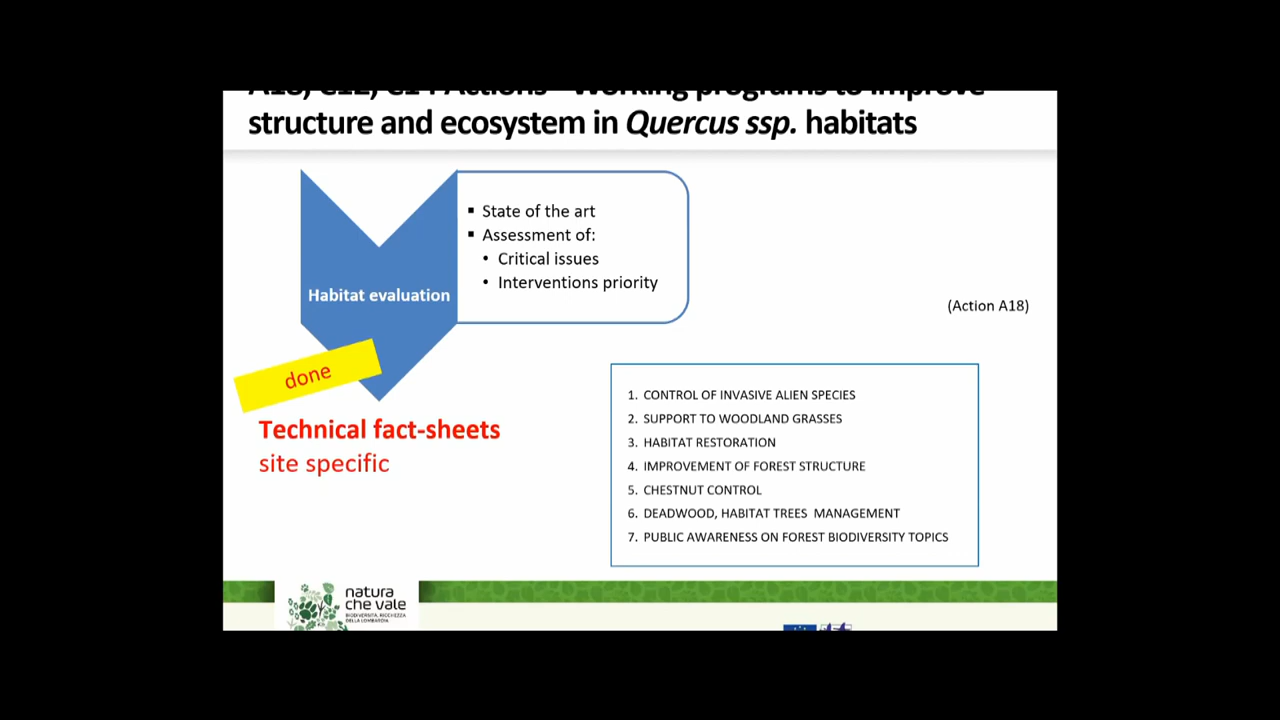 A18, C12, C14 Actions - Working programs to improve
structure and ecosystem in Quercus ssp. habitats
▪ State of the art
▪ Assessment of:
• Critical issues
• Interventions priority
Habitat evaluation
(Action A18)
done
Technical fact-sheets
site specific
1. CONTROL OF INVASIVE ALIEN SPECIES
2. SUPPORT TO WOODLAND GRASSES
3. HABITAT RESTORATION
4. IMPROVEMENT OF FOREST STRUCTURE
5. CHESTNUT CONTROL
6. DEADWOOD, HABITAT TREES MANAGEMENT
7. PUBLIC AWARENESS ON FOREST BIODIVERSITY TOPICS
natura
che vale
BIODIVERSITÀ, RICCHEZZA
DELLA LOMBARDIA